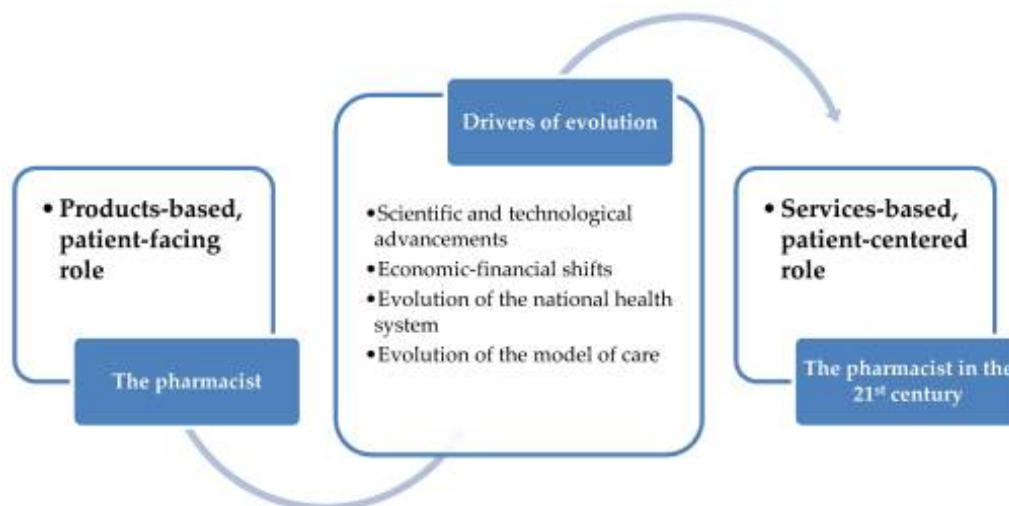 • Products-based,
patient-facing
role
The pharmacist
Drivers of evolution
•Scientific and technological
advancements
•Economic-financial shifts
•Evolution of the national health
system
•Evolution of the model of care
• Services-based,
patient-centered
role
The pharmacist in the
21st century